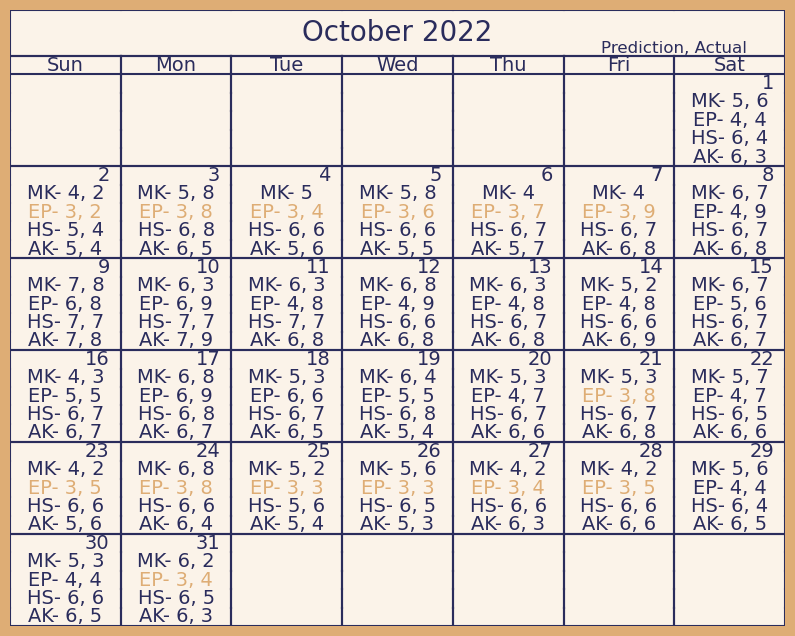 October 2022
Prediction, Actual
Sun Mon Tue Wed Thu Fri Sat
1
MK- 5, 6
EP- 4, 4
HS- 6, 4
AK- 6, 3
2
MK- 4, 2
EP- 3, 2
HS- 5, 4
AK- 5, 4
3
MK- 5, 8
EP- 3, 8
HS- 6, 8
AK- 6, 5
4
MK- 5
EP- 3, 4
HS- 6, 6
AK- 5, 6
5
MK- 5, 8
EP- 3, 6
HS- 6, 6
AK- 5, 5
6
MK- 4
EP- 3, 7
HS- 6, 7
AK- 5, 7
7
MK- 4
EP- 3, 9
HS- 6, 7
AK- 6, 8
8
MK- 6, 7
EP- 4, 9
HS- 6, 7
AK- 6, 8
9
MK- 7, 8
EP- 6, 8
HS- 7, 7
AK- 7, 8
10
MK- 6, 3
EP- 6, 9
HS- 7, 7
AK- 7, 9
11
MK- 6, 3
EP- 4, 8
HS- 7, 7
AK- 6, 8
12
MK- 6, 8
EP- 4, 9
HS- 6, 6
AK- 6, 8
13
MK- 6, 3
EP- 4, 8
HS- 6, 7
AK- 6, 8
14
MK- 5, 2
EP- 4, 8
HS- 6, 6
AK- 6, 9
15
MK- 6, 7
EP- 5, 6
HS- 6, 7
AK- 6, 7
16
MK- 4, 3
EP- 5, 5
HS- 6, 7
AK- 6, 7
17
MK- 6, 8
EP- 6, 9
HS- 6, 8
AK- 6, 7
18
MK- 5, 3
EP- 6, 6
HS- 6, 7
AK- 6, 5
19
MK- 6, 4
EP- 5, 5
HS- 6, 8
AK- 5, 4
20
MK- 5, 3
EP- 4, 7
HS- 6, 7
AK- 6, 6
21
MK- 5, 3
EP- 3, 8
HS- 6, 7
AK- 6, 8
22
MK- 5, 7
EP- 4, 7
HS- 6, 5
AK- 6, 6
23
MK- 4, 2
EP- 3, 5
HS- 6, 6
AK- 5, 6
24
MK- 6, 8
EP- 3, 8
HS- 6, 6
AK- 6, 4
25
MK- 5, 2
EP- 3, 3
HS- 5, 6
AK- 5, 4
26
MK- 5, 6
EP- 3, 3
HS- 6, 5
AK- 5, 3
27
MK- 4, 2
EP- 3, 4
HS- 6, 6
AK- 6, 3
28
MK- 4, 2
EP- 3, 5
HS- 6, 6
AK- 6, 6
29
MK- 5, 6
EP- 4, 4
HS- 6, 4
AK- 6, 5
30
MK- 5, 3
EP- 4, 4
HS- 6, 6
AK- 6, 5
31
MK- 6, 2
EP- 3, 4
HS- 6, 5
AK- 6, 3